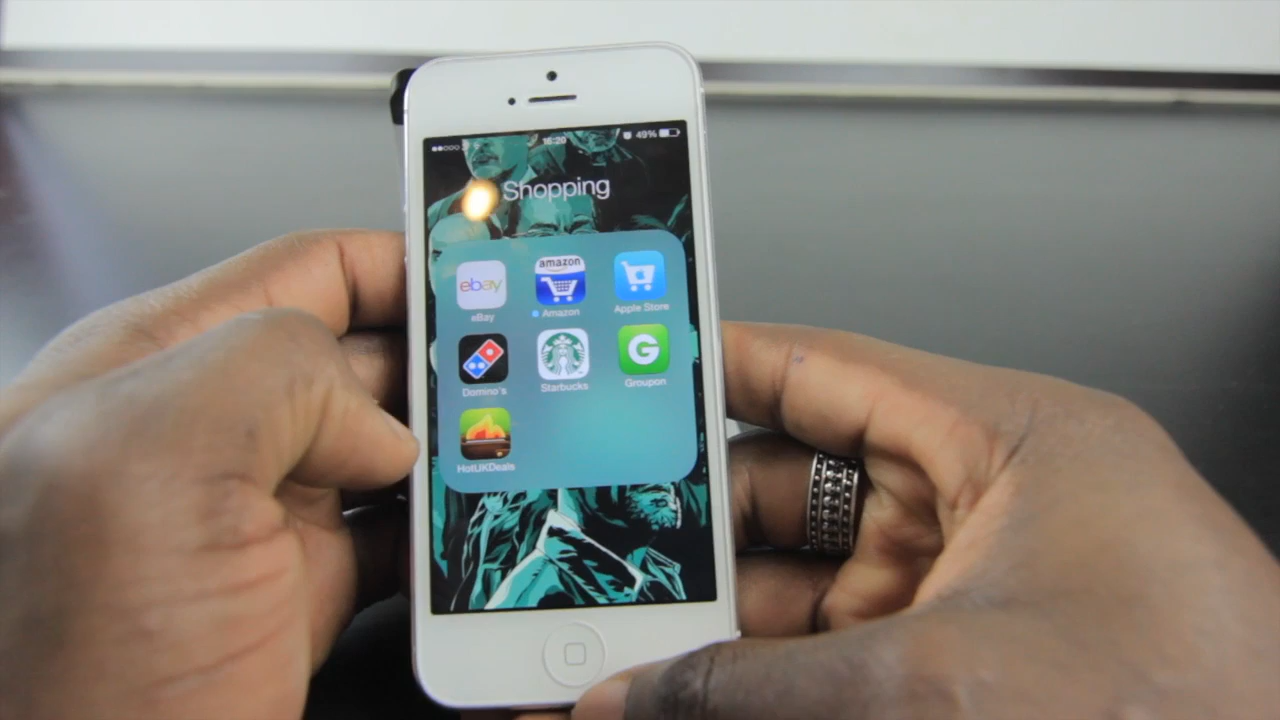 16:20 49%
Shopping
ebay amazon
eBay Amazon Apple Store
G
Domino's Starbucks Groupon
HotUKDeals